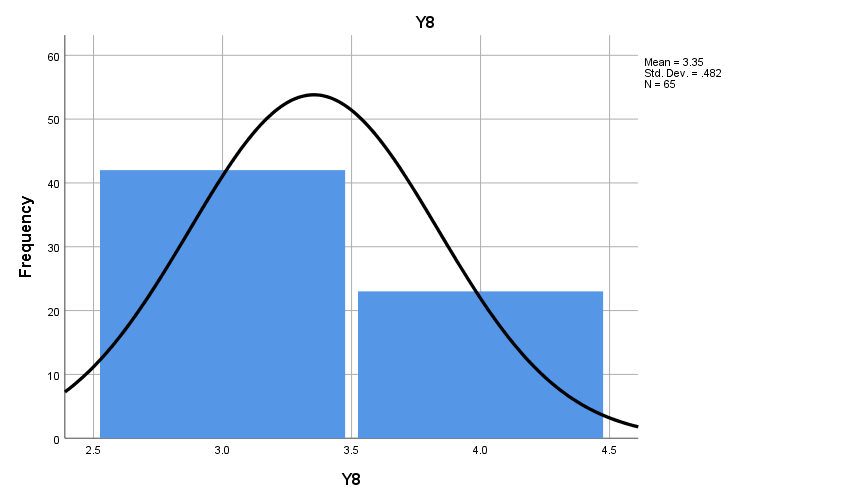 Y8
Mean = 3.35
Std. Dev. = .482
N = 65
60
50
40
30
20
10
0
Frequency
2.5 3.0 3.5 4.0 4.5
Y8